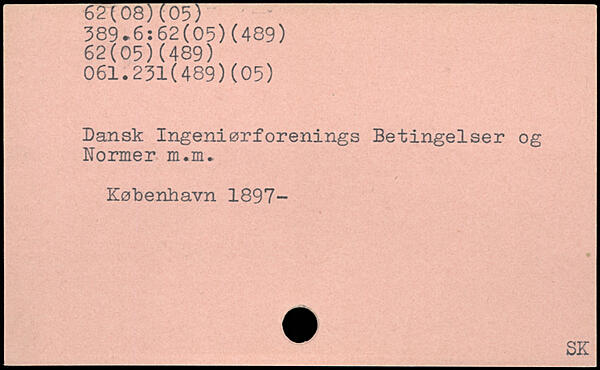 62(08)(05)
389.6:62(05)(489)
62(05)(489)
061.231(489)(05)
Dansk Ingeniørforenings Betingelser og
Normer m.m.
København 1897-
SK